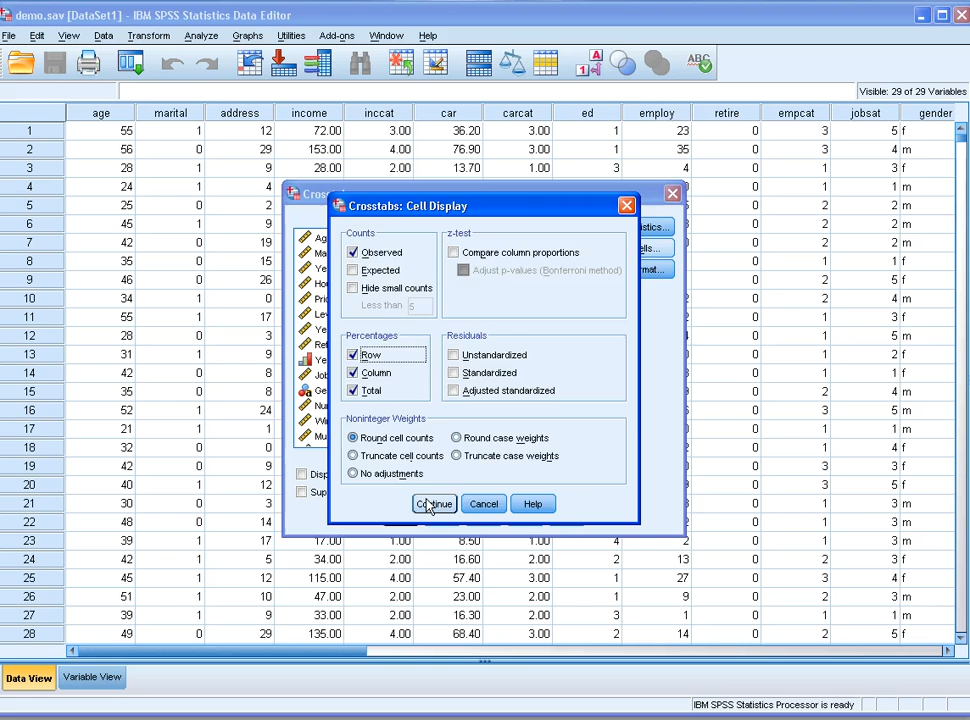 demo.sav [DataSet1] - IBM SPSS Statistics Data Editor
File Edit View Data Transform Analyze Graphs Utilities Add-ons Window Help
Visible: 29 of 29 Variables
age marital address income inccat car carcat ed employ retire empcat jobsat gender
1 55 1 12 72.00 3.00 36.20 3.00 1 23 0 3 5 f
2 56 0 29 153.00 4.00 76.90 3.00 1 35 0 3 4 m
3 28 1 9 28.00 2.00 13.70 1.00 3 4 0 1 3 f
4 24 1 4 1 m
5 25 0 2 0 2 2 m
6 45 1 9 0 2 2 m
7 42 0 19 0 2 2 m
8 35 0 15 0 1 1 f
9 46 0 26 0 2 5 f
10 34 1 0 0 3 4 m
11 55 1 17 0 1 3 f
12 28 0 3 0 1 4 m
13 31 1 9 0 1 2 f
14 42 0 8 0 1 1 f
15 35 0 8 0 2 4 m
16 52 1 24 0 3 5 m
17 21 1 1 0 1 1 m
18 32 0 0 0 1 4 f
19 42 0 9 0 3 3 f
20 40 1 12 0 3 5 m
21 30 0 3 0 1 3 m
22 48 0 14 0 1 3 m
23 39 1 17 17.00 1.00 8.50 1.00 4 2 0 1 1 f
24 42 1 5 34.00 2.00 16.60 2.00 2 13 0 2 3 f
25 45 1 12 115.00 4.00 57.40 3.00 1 27 0 3 4 m
26 51 1 10 47.00 2.00 23.00 2.00 2 9 0 2 5 m
27 39 1 9 33.00 2.00 16.30 2.00 3 1 0 1 1 m
28 49 0 29 135.00 4.00 68.40 3.00 2 14 0 2 5 f
Crosstabs: Cell Display
Counts
Observed
Expected
Hide small counts
Less than 5
z-test
Compare column proportions
Adjust p-values (Bonferroni method)
Percentages
Row
Column
Total
Residuals
Unstandardized
Standardized
Adjusted standardized
Noninteger Weights
Round cell counts Round case weights
Truncate cell counts Truncate case weights
No adjustments
Continue Cancel Help
Data View Variable View
IBM SPSS Statistics Processor is ready